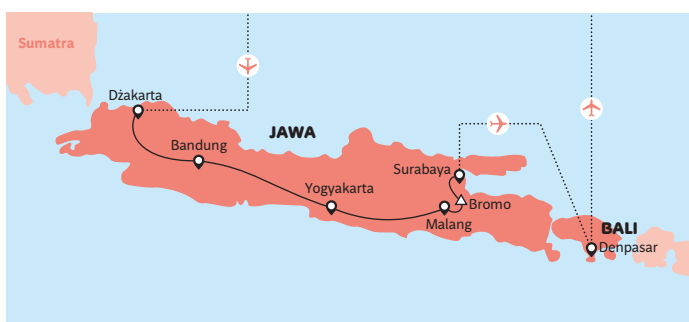 Sumatra
Dżakarta
JAWA
Bandung
Surabaya
Yogyakarta
Bromo
Malang
BALI
Denpasar